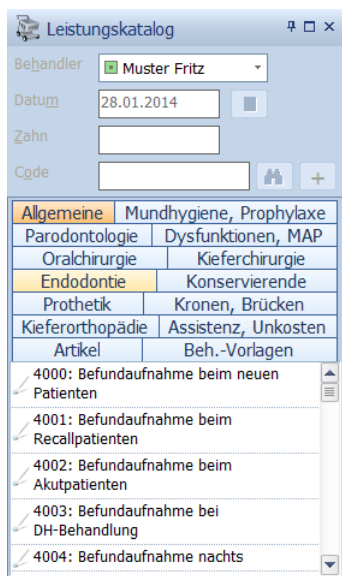 Leistungskatalog
Behandler Muster Fritz
Datum 28.01.2014
Zahn
Code
Allgemeine Mundhygiene, Prophylaxe
Parodontologie Dysfunktionen, MAP
Oralchirurgie Kieferchirurgie
Endodontie Konservierende
Prothetik Kronen, Brücken
Kieferorthopädie Assistenz, Unkosten
Artikel Beh.-Vorlagen
4000: Befundaufnahme beim neuen
Patienten
4001: Befundaufnahme beim
Recallpatienten
4002: Befundaufnahme beim
Akutpatienten
4003: Befundaufnahme bei
DH-Behandlung
4004: Befundaufnahme nachts